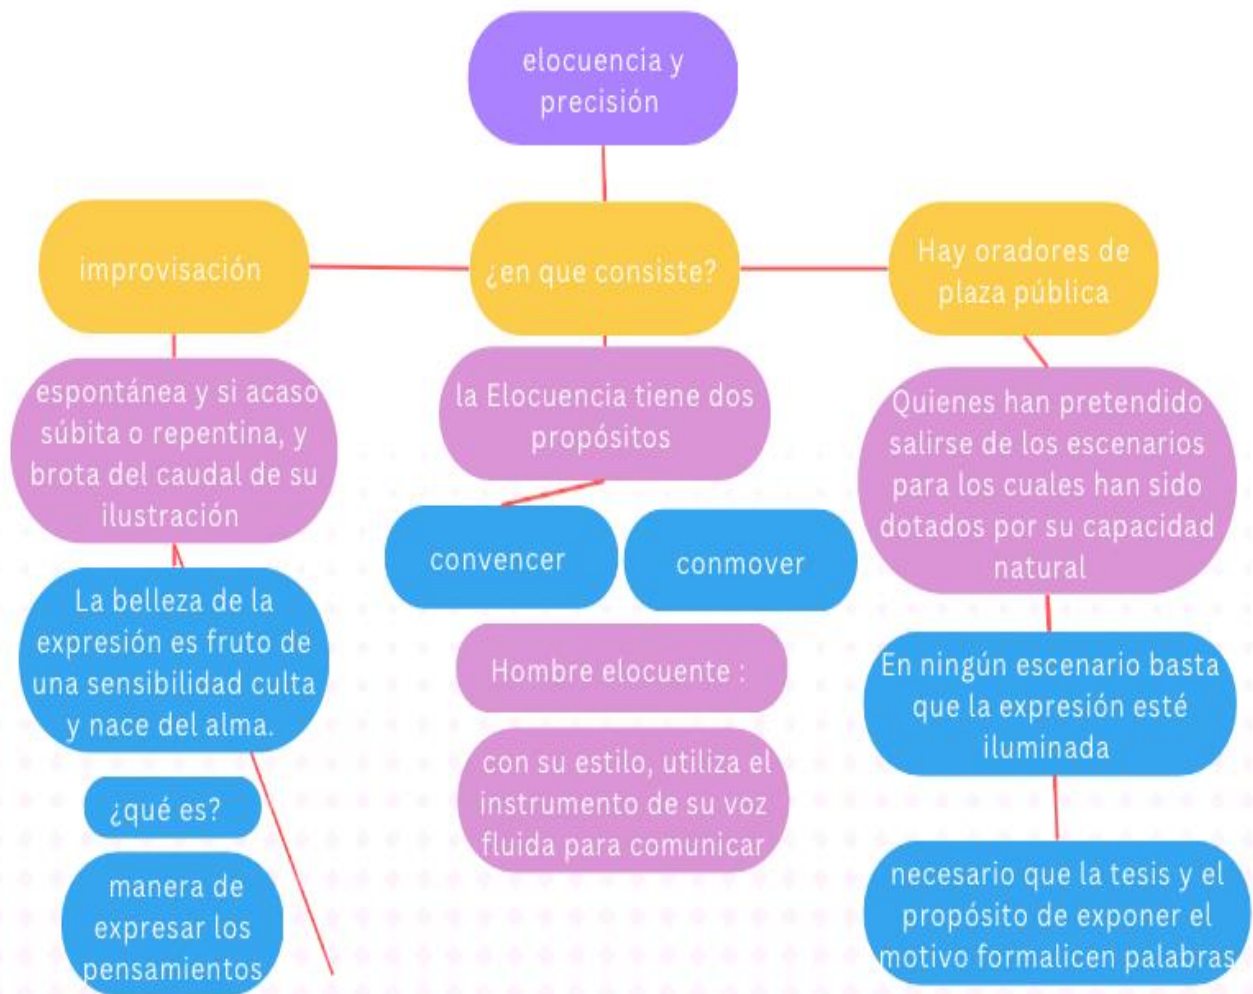 elocuencia y
precisión
improvisación
¿en que consiste?
Hay oradores de
plaza pública
espontánea y si acaso
súbita o repentina, y
brota del caudal de su
ilustración
la Elocuencia tiene dos
propósitos
Quienes han pretendido
salirse de los escenarios
para los cuales han sido
dotados por su capacidad
natural
convencer
conmover
La belleza de la
expresión es fruto de
una sensibilidad culta
y nace del alma.
Hombre elocuente :
En ningún escenario basta
que la expresión esté
iluminada
¿qué es?
con su estilo, utiliza el
instrumento de su voz
fluida para comunicar
manera de
expresar los
pensamientos
necesario que la tesis y el
propósito de exponer el
motivo formalicen palabras